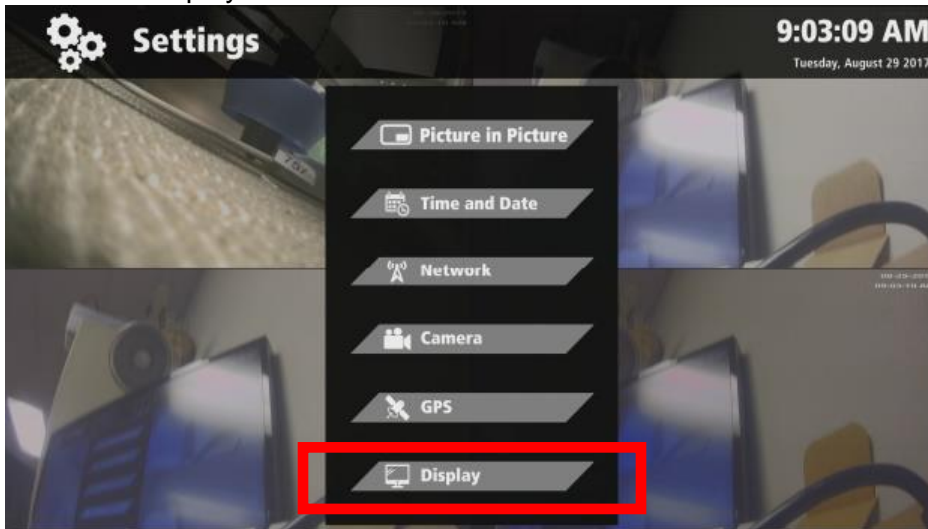 Settings
9:03:09 AM
Tuesday, August 29 2017
Picture in Picture
Time and Date
Network
Camera
GPS
Display